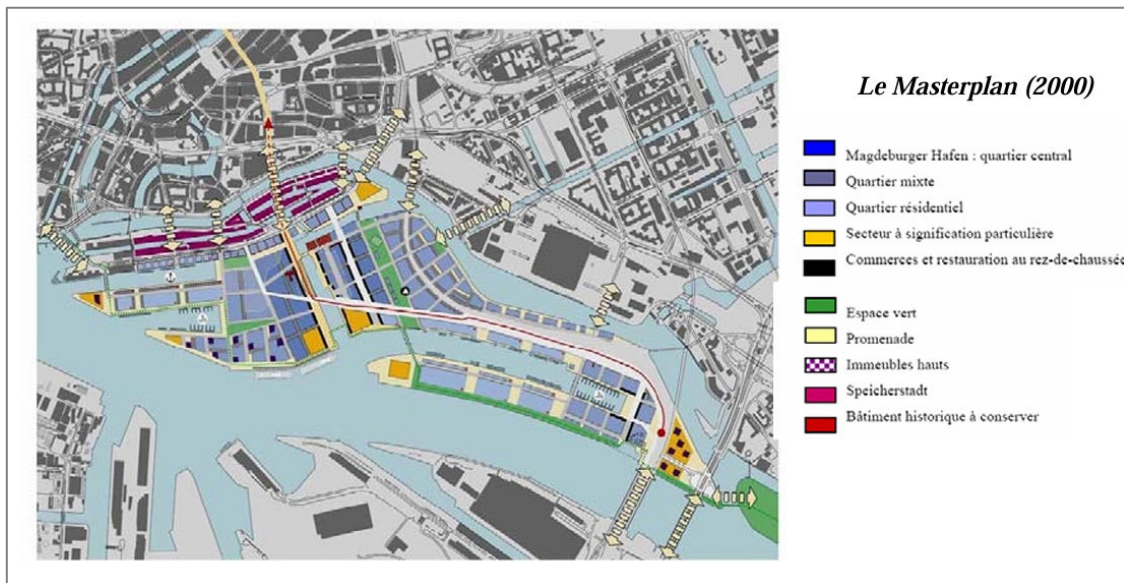 Le Masterplan (2000)
Magdeburger Hafen : quartier central
Quartier mixte
Quartier résidentiel
Secteur à signification particulière
Commerces et restauration au rez-de-chaussée
Espace vert
Promenade
Immeubles hauts
Speicherstadt
Bâtiment historique à conserver